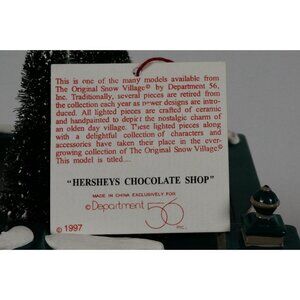 This is one of the many models available from
The Original Snow Village© by Department 56,
Inc. Traditionally, several pieces are retired from
the collection each year as newer designs are intro-
duced. All lighted pieces are crafted of ceramic
and handpainted to depict the nostalgic charm of
an olden day village. These lighted pieces along
with a delightful collection of characters and
accessories have taken their place in the ever-
growing collection of The Original Snow Village©
This model is titled...
"HERSHEYS CHOCOLATE SHOP"
MADE IN CHINA EXCLUSIVELY FOR
©Department 56
INC.
© 1997